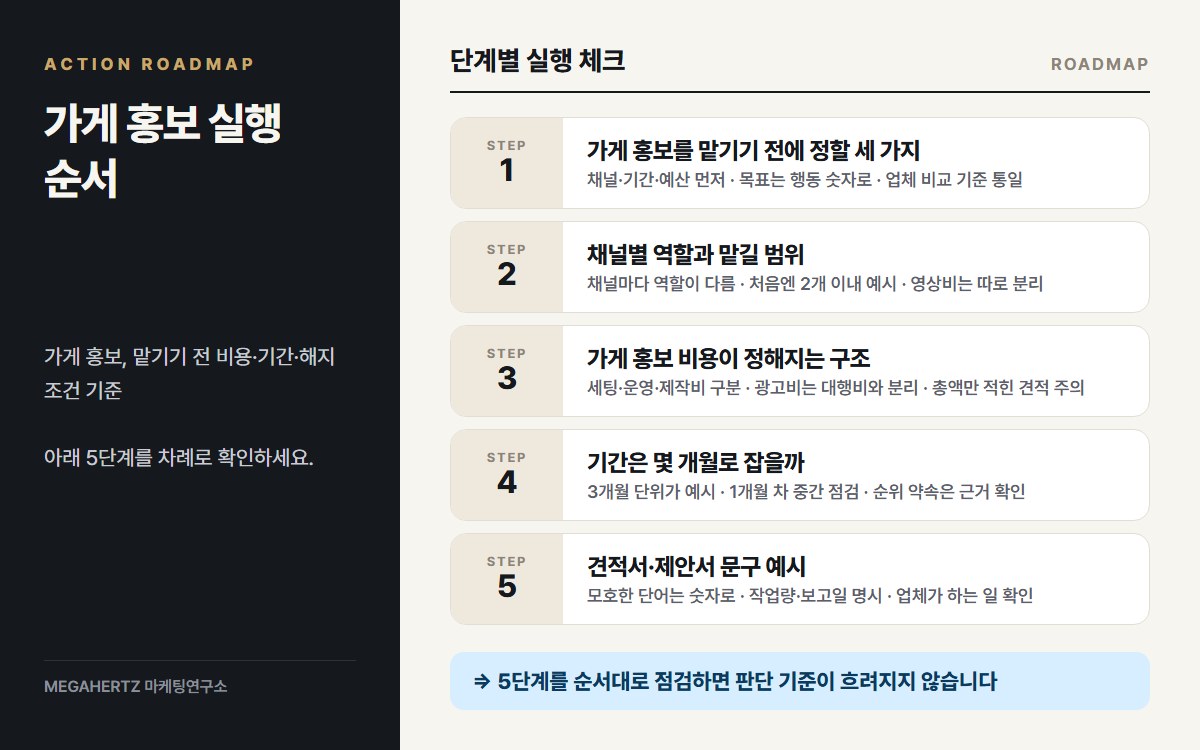 ACTION ROADMAP
가게 홍보 실행
순서
가게 홍보, 맡기기 전 비용·기간·해지
조건 기준
아래 5단계를 차례로 확인하세요.
MEGAHERTZ 마케팅연구소
단계별 실행 체크
ROADMAP
STEP
1
가게 홍보를 맡기기 전에 정할 세 가지
채널·기간·예산 먼저 · 목표는 행동 숫자로 · 업체 비교 기준 통일
STEP
2
채널별 역할과 맡길 범위
채널마다 역할이 다름 · 처음엔 2개 이내 예시 · 영상비는 따로 분리
STEP
3
가게 홍보 비용이 정해지는 구조
세팅·운영·제작비 구분 · 광고비는 대행비와 분리 · 총액만 적힌 견적 주의
STEP
4
기간은 몇 개월로 잡을까
3개월 단위가 예시 · 1개월 차 중간 점검 · 순위 약속은 근거 확인
STEP
5
견적서·제안서 문구 예시
모호한 단어는 숫자로 · 작업량·보고일 명시 · 업체가 하는 일 확인
→ 5단계를 순서대로 점검하면 판단 기준이 흐려지지 않습니다